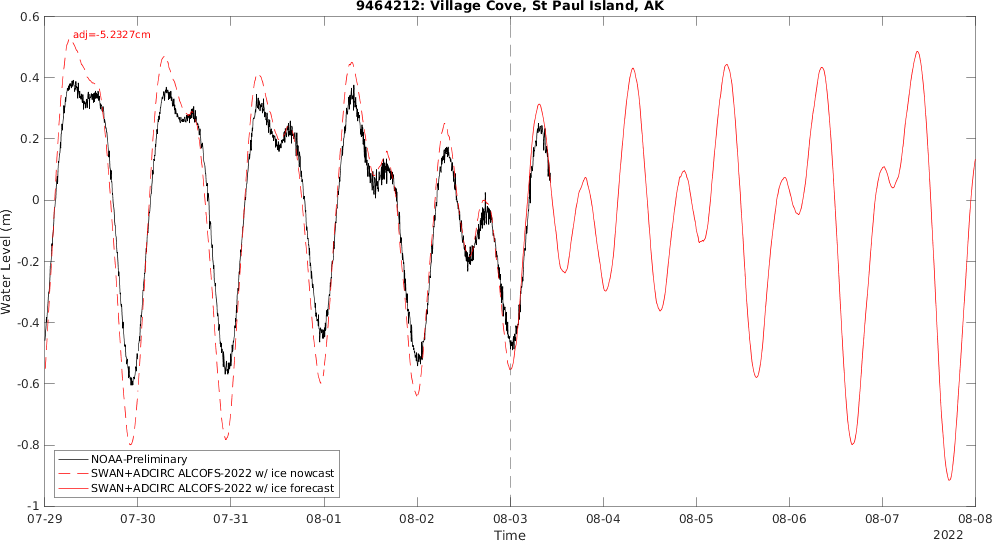 9464212: Village Cove, St Paul Island, AK
adj=-5.2327cm
0.6
0.4
0.2
0
-0.2
-0.4
-0.6
-0.8
-1
Water Level (m)
NOAA-Preliminary
SWAN+ADCIRC ALCOFS-2022 w/ ice nowcast
SWAN+ADCIRC ALCOFS-2022 w/ ice forecast
07-29 07-30 07-31 08-01 08-02 08-03 08-04 08-05 08-06 08-07 08-08
Time
2022